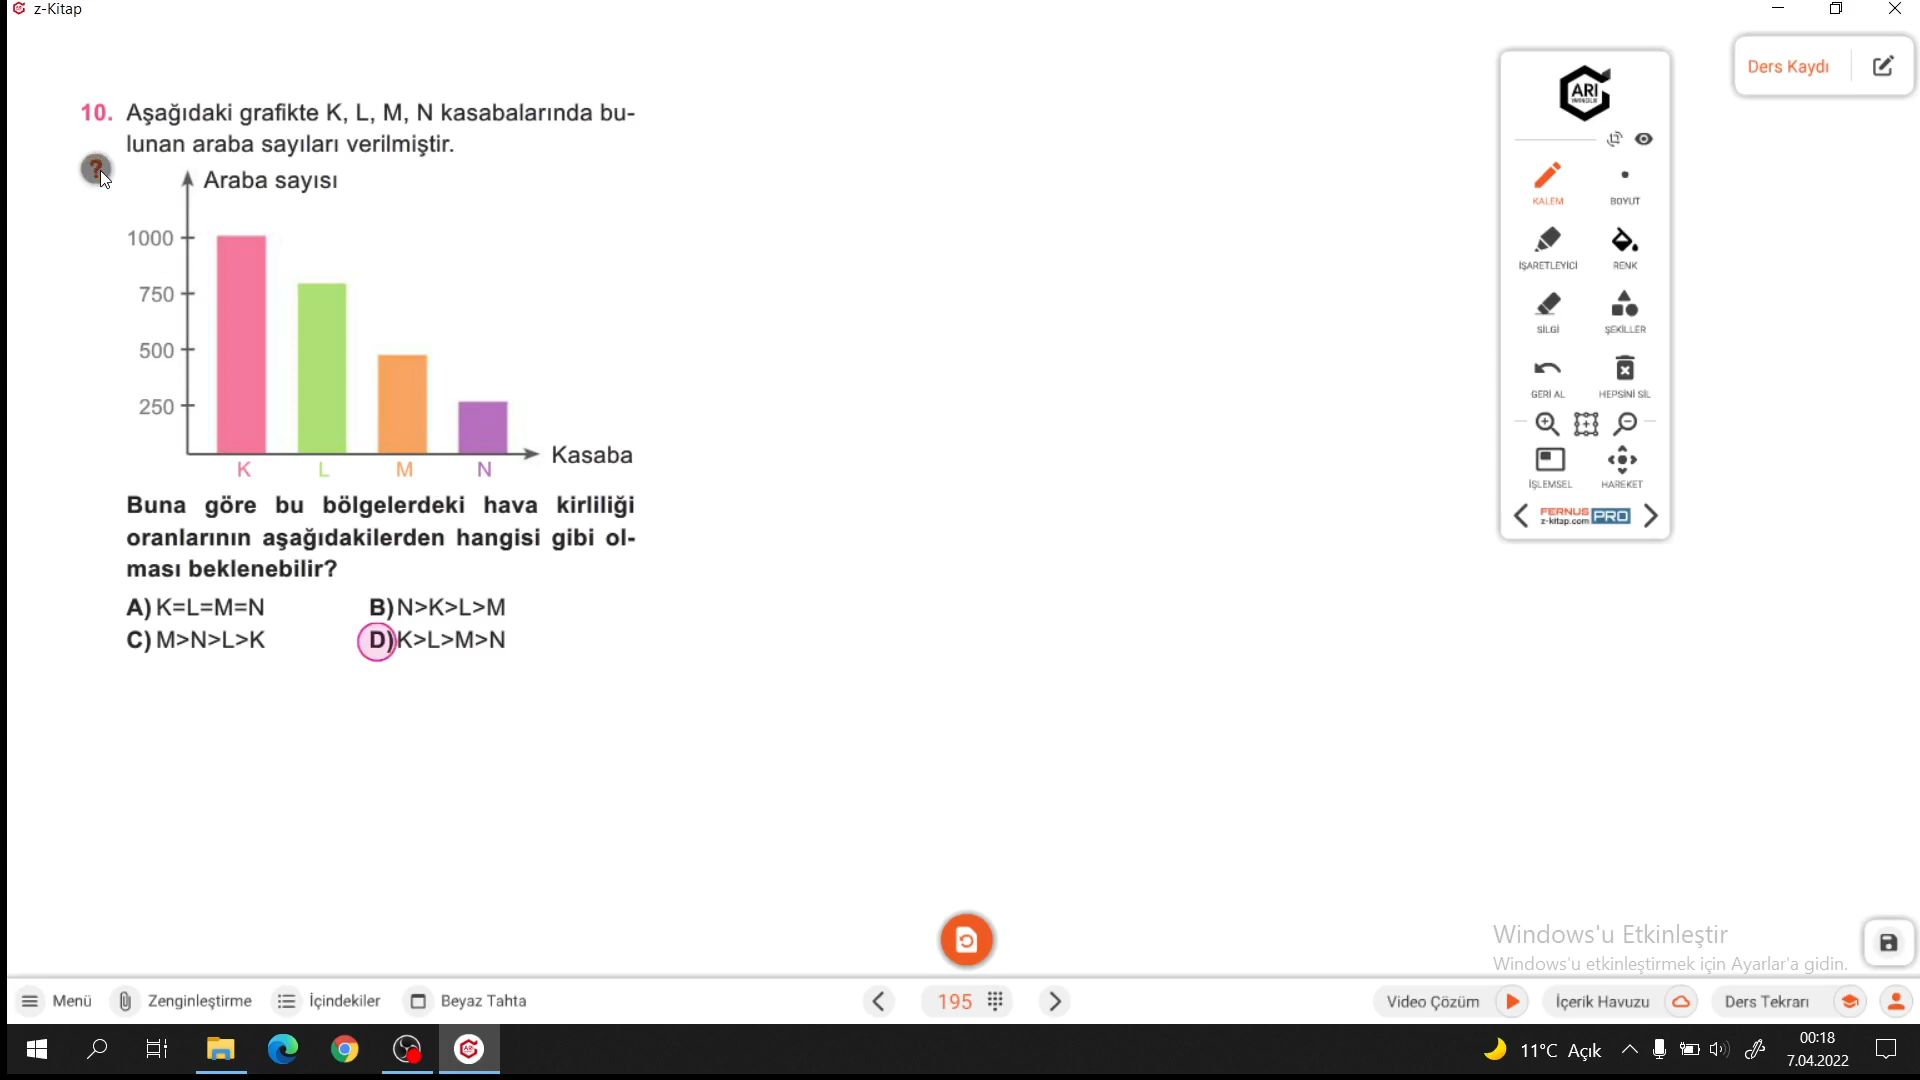 z-Kitap
Ders Kaydı
10. Aşağıdaki grafikte K, L, M, N kasabalarında bu-
lunan araba sayıları verilmiştir.
?
Araba sayısı
1000
750
500
250
K L M N
Kasaba
Buna göre bu bölgelerdeki hava kirliliği
oranlarının aşağıdakilerden hangisi gibi ol-
ması beklenebilir?
A) K=L=M=N B) N>K>L>M
C) M>N>L>K D) K>L>M>N
ARI
YAYINCILIK
KALEM BOYUT
İŞARETLEYİCİ RENK
SİLGİ ŞEKİLLER
GERİ AL HEPSİNİ SİL
İŞLEMSEL HAREKET
FERNUS
z-kitap.com PRO
Windows'u Etkinleştir
Windows'u etkinleştirmek için Ayarlar'a gidin.
Menü Zenginleştirme İçindekiler Beyaz Tahta 195 Video Çözüm İçerik Havuzu Ders Tekrarı
11°C Açık 00:18
7.04.2022